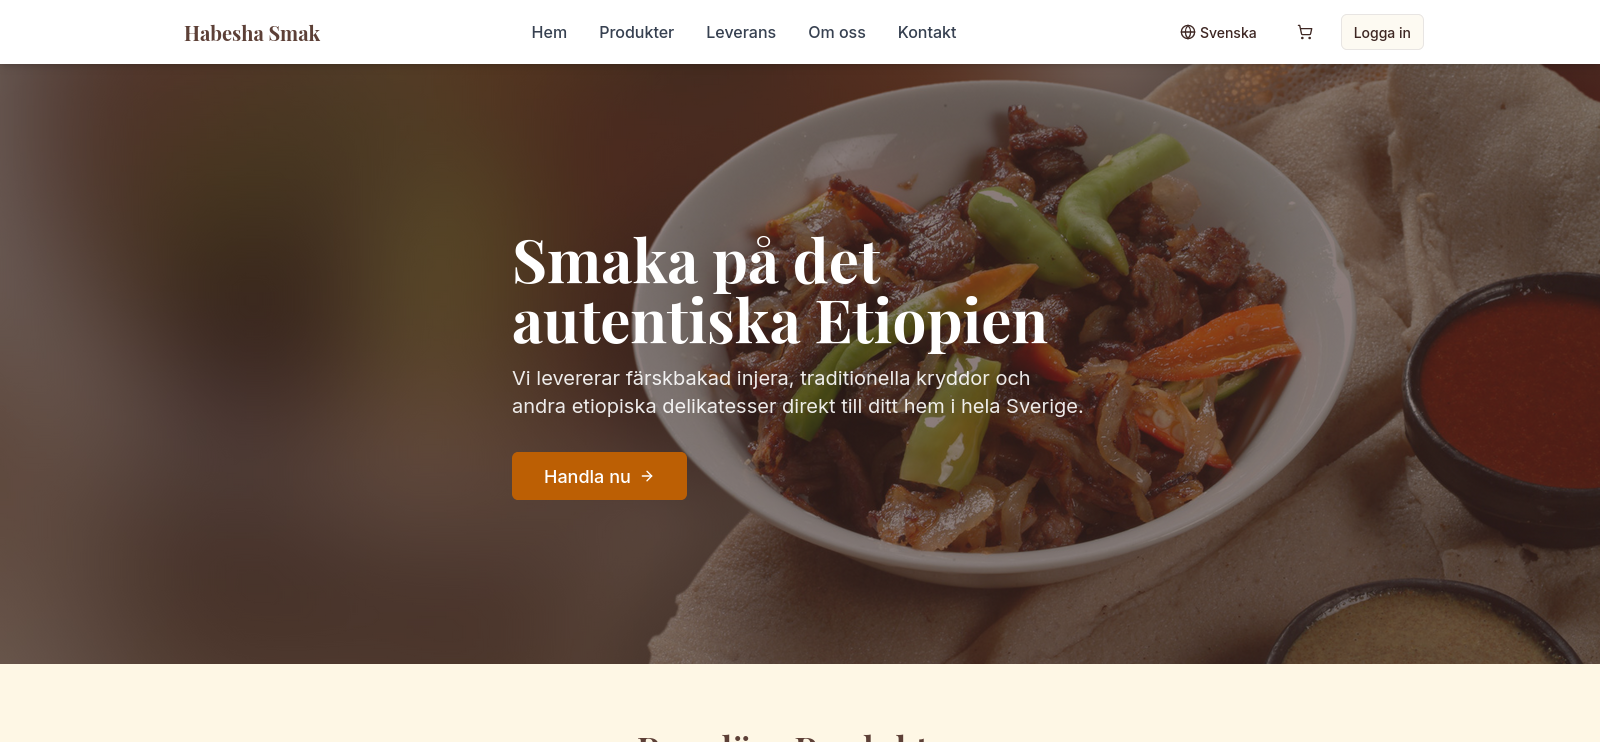 Habesha Smak
Hem Produkter Leverans Om oss Kontakt
Svenska
Logga in
Smaka på det
autentiska Etiopien
Vi levererar färskbakad injera, traditionella kryddor och
andra etiopiska delikatesser direkt till ditt hem i hela Sverige.
Handla nu →